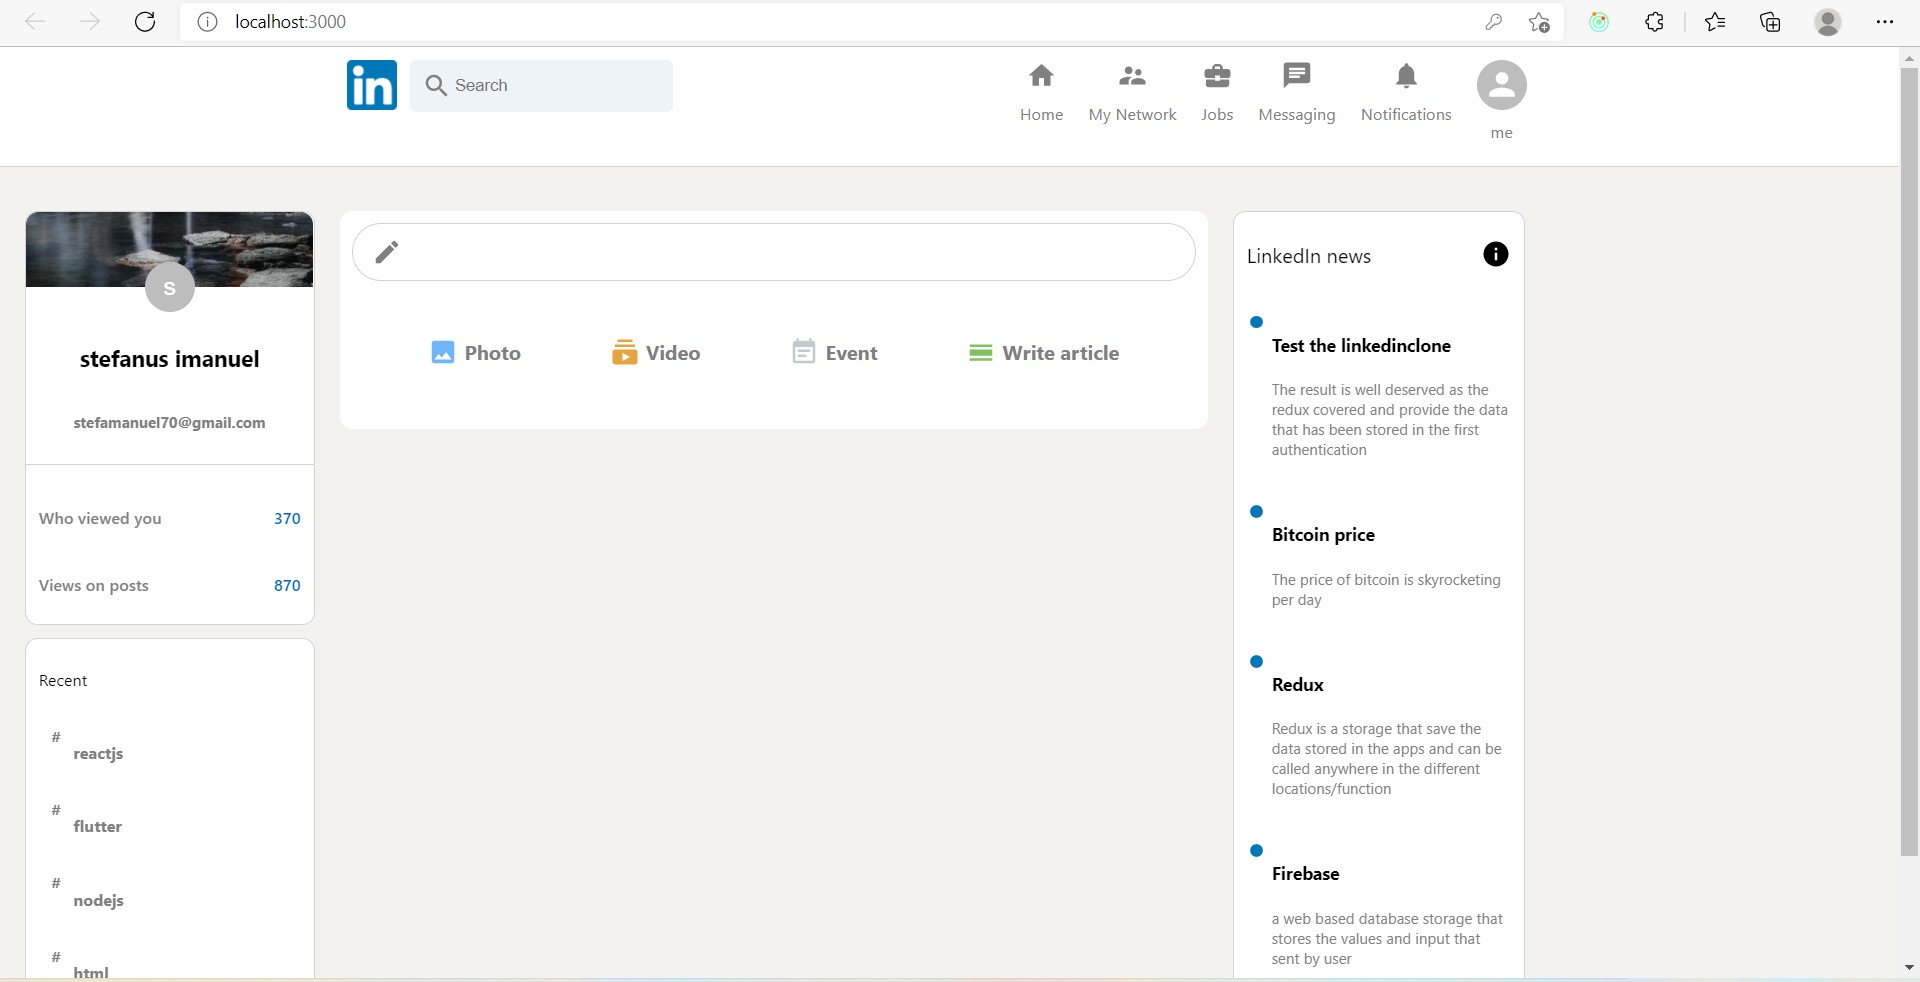 localhost:3000
in
Search
Home
My Network
Jobs
Messaging
Notifications
me
S
stefanus imanuel
stefamanuel70@gmail.com
Who viewed you 370
Views on posts 870
Recent
# reactjs
# flutter
# nodejs
# html
Photo
Video
Event
Write article
LinkedIn news
Test the linkedinclone
The result is well deserved as the
redux covered and provide the data
that has been stored in the first
authentication
Bitcoin price
The price of bitcoin is skyrocketing
per day
Redux
Redux is a storage that save the
data stored in the apps and can be
called anywhere in the different
locations/function
Firebase
a web based database storage that
stores the values and input that
sent by user